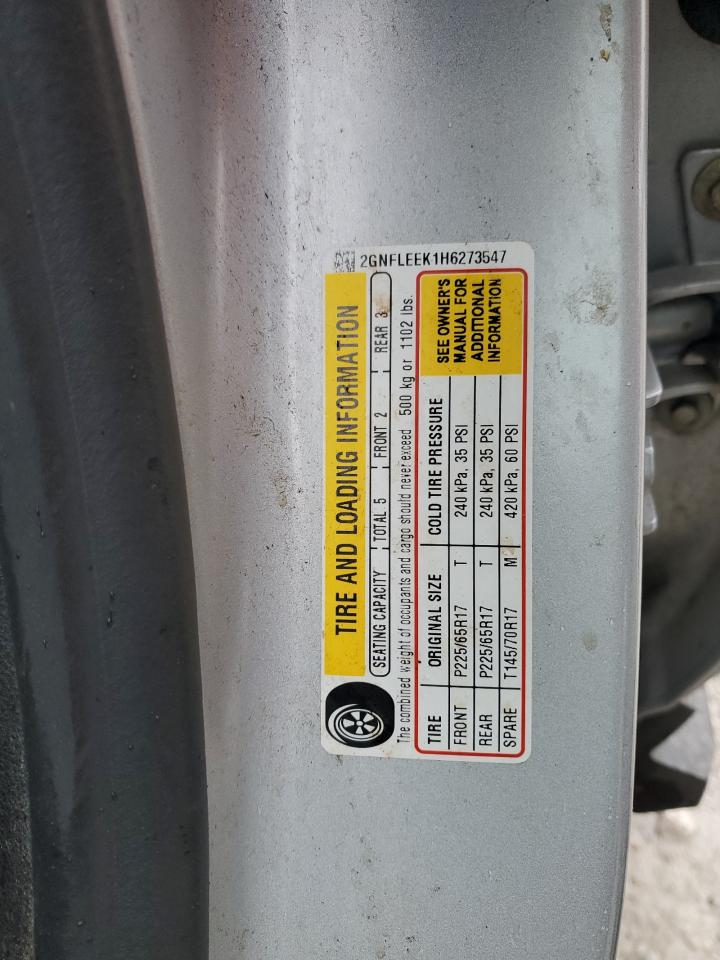 2GNFLEEK1H6273547
TIRE AND LOADING INFORMATION
SEATING CAPACITY TOTAL 5 FRONT 2 REAR 3
The combined weight of occupants and cargo should never exceed 500 kg or 1102 lbs.
TIRE ORIGINAL SIZE COLD TIRE PRESSURE
FRONT P225/65R17 T 240 kPa, 35 PSI
REAR P225/65R17 T 240 kPa, 35 PSI
SPARE T145/70R17 M 420 kPa, 60 PSI
SEE OWNER'S
MANUAL FOR
ADDITIONAL
INFORMATION